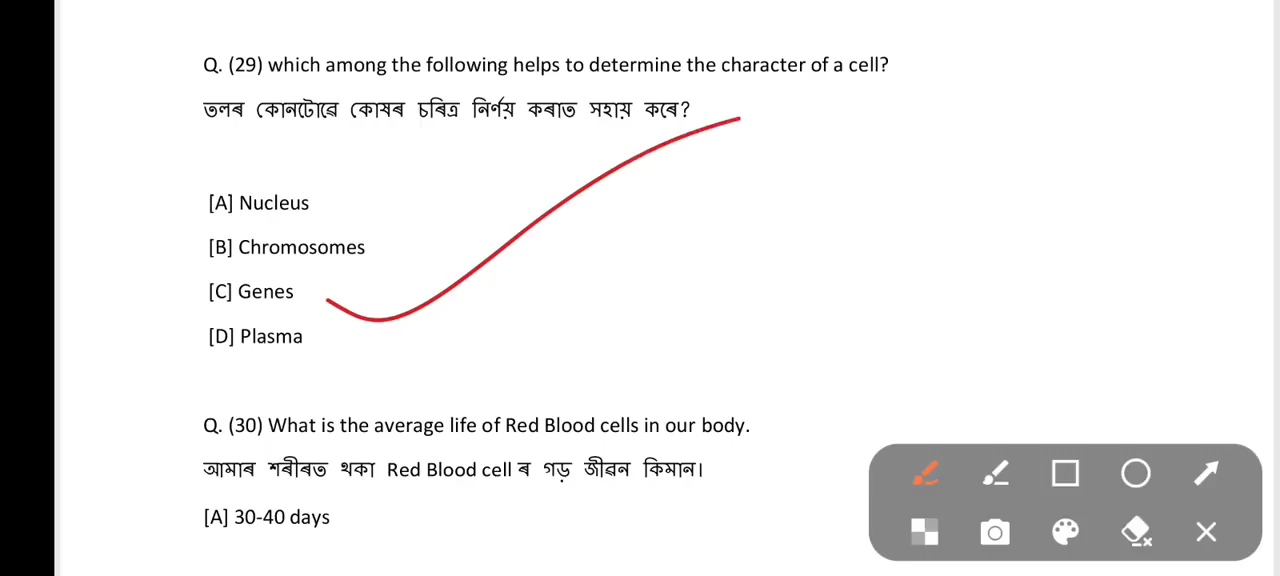 Q. (29) which among the following helps to determine the character of a cell?
তলৰ কোনটোৱে কোষৰ চৰিত্ৰ নিৰ্ণয় কৰাত সহায় কৰে?
[A] Nucleus
[B] Chromosomes
[C] Genes
[D] Plasma
Q. (30) What is the average life of Red Blood cells in our body.
আমাৰ শৰীৰত থকা Red Blood cell ৰ গড় জীৱন কিমান।
[A] 30-40 days